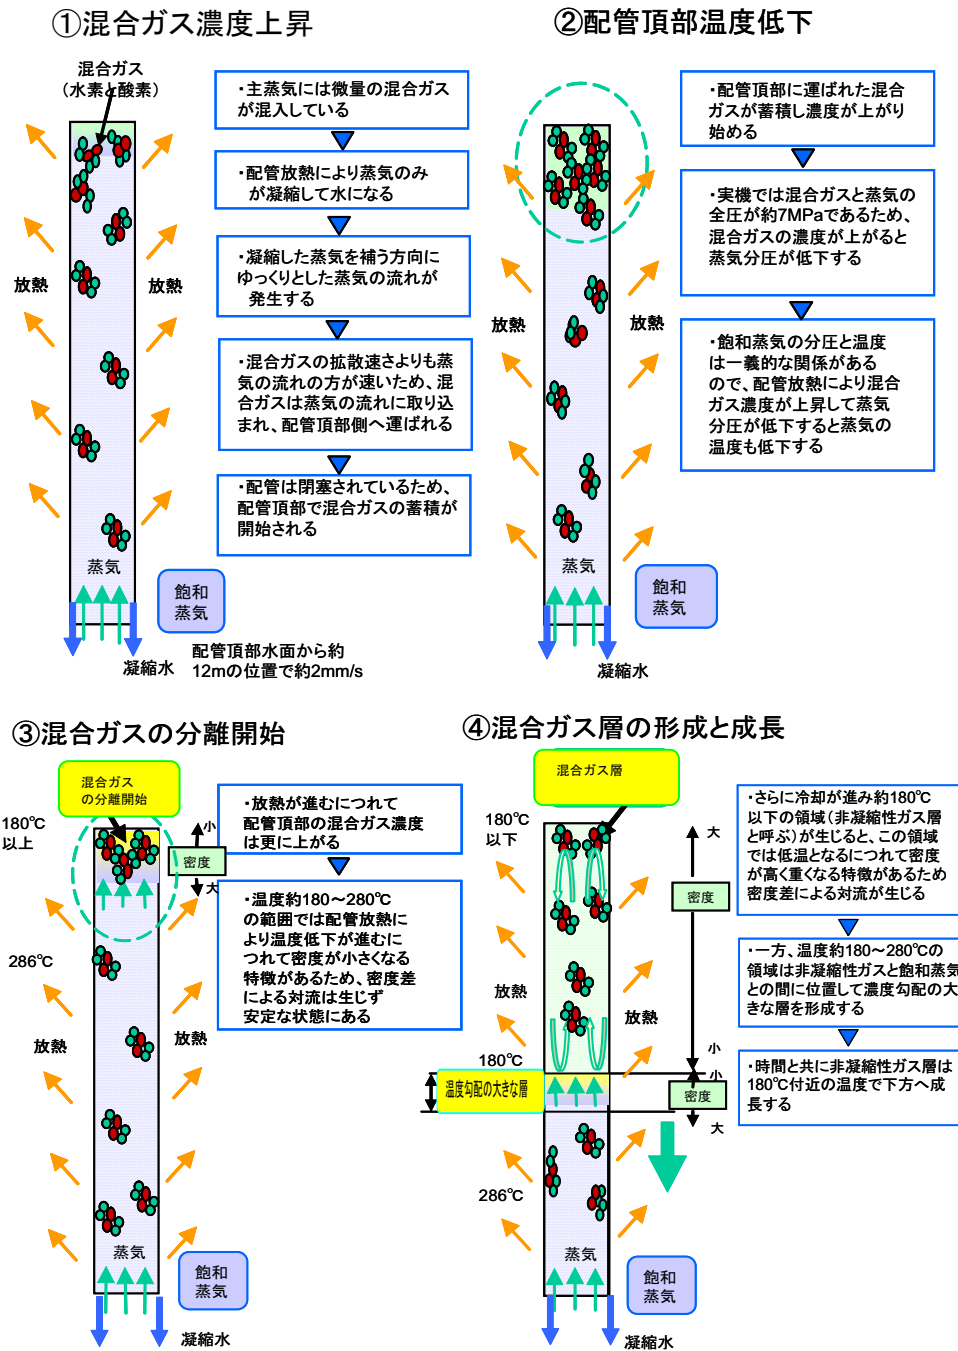 ①混合ガス濃度上昇
混合ガス
(水素と酸素)
放熱
放熱
蒸気
飽和
蒸気
凝縮水
配管頂部水面から約
12mの位置で約2mm/s
・主蒸気には微量の混合ガス
が混入している
・配管放熱により蒸気のみ
が凝縮して水になる
・凝縮した蒸気を補う方向に
ゆっくりとした蒸気の流れが
発生する
・混合ガスの拡散速さよりも蒸
気の流れの方が速いため、混
合ガスは蒸気の流れに取り込
まれ、配管頂部側へ運ばれる
・配管は閉塞されているため、
配管頂部で混合ガスの蓄積が
開始される
②配管頂部温度低下
放熱
放熱
蒸気
飽和
蒸気
凝縮水
・配管頂部に運ばれた混合
ガスが蓄積し濃度が上がり
始める
・実機では混合ガスと蒸気の
全圧が約7MPaであるため、
混合ガスの濃度が上がると
蒸気分圧が低下する
・飽和蒸気の分圧と温度
は一義的な関係がある
ので、配管放熱により混合
ガス濃度が上昇して蒸気
分圧が低下すると蒸気の
温度も低下する
③混合ガスの分離開始
混合ガス
の分離開始
180℃
以上
小
密度
大
286℃
放熱
放熱
蒸気
飽和
蒸気
凝縮水
・放熱が進むにつれて
配管頂部の混合ガス濃度
は更に上がる
・温度約180～280℃
の範囲では配管放熱に
より温度低下が進むに
つれて密度が小さくなる
特徴があるため、密度差
による対流は生じず
安定な状態にある
④混合ガス層の形成と成長
混合ガス層
180℃
以下
大
密度
小
放熱
放熱
180℃
温度勾配の大きな層
小
密度
大
286℃
蒸気
飽和
蒸気
凝縮水
・さらに冷却が進み約180℃
以下の領域(非凝縮性ガス層
と呼ぶ)が生じると、この領域
では低温となるにつれて密度
が高く重くなる特徴があるため
密度差による対流が生じる
・一方、温度約180～280℃の
領域は非凝縮性ガスと飽和蒸気
との間に位置して濃度勾配の大
きな層を形成する
・時間と共に非凝縮性ガス層は
180℃付近の温度で下方へ成
長する